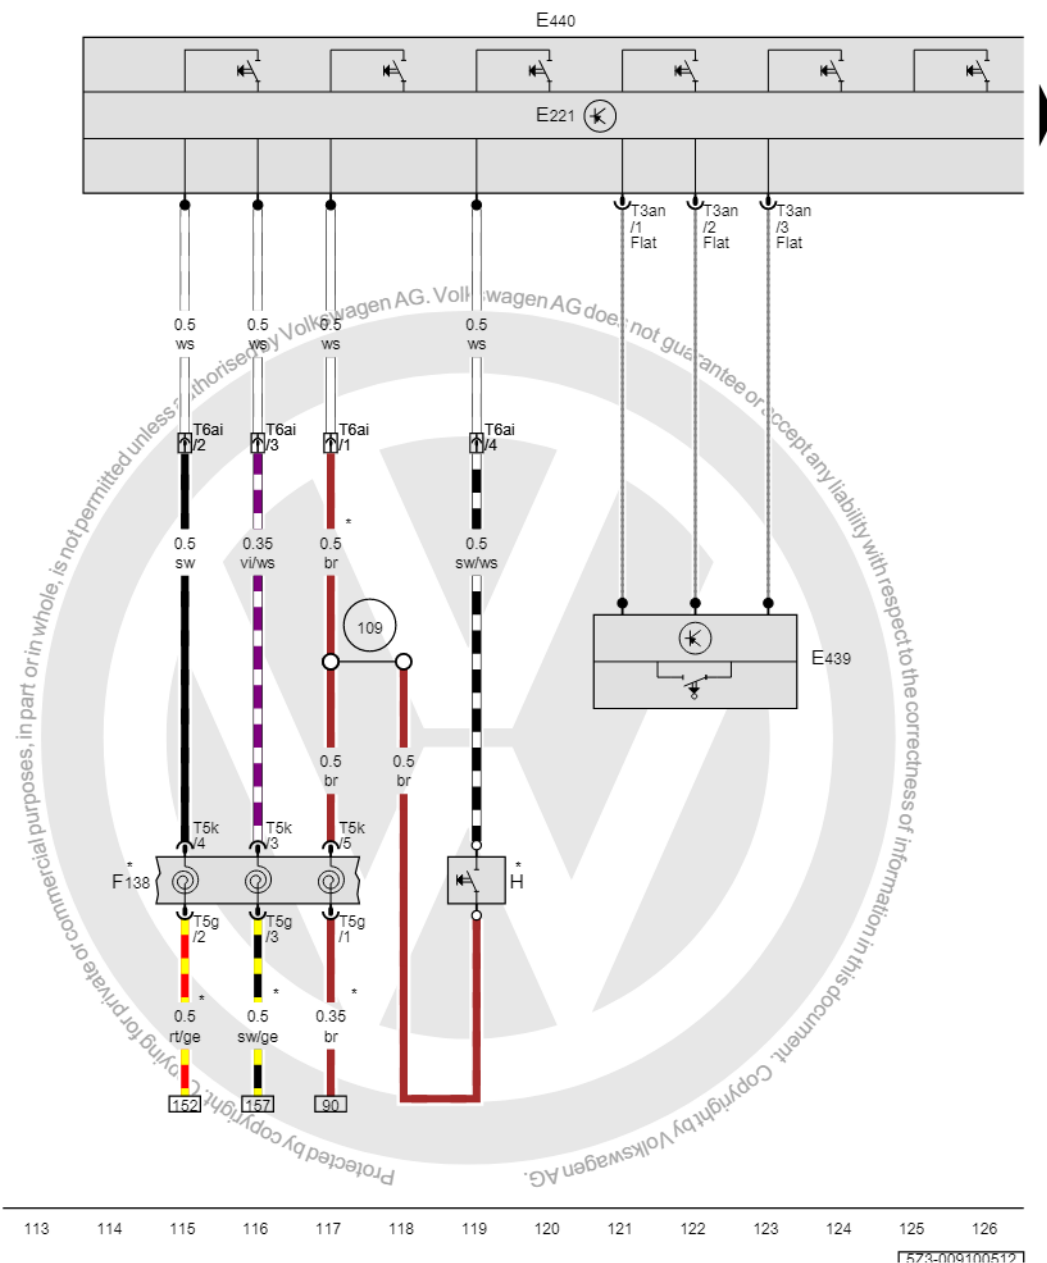 E440
E221
T3an
/1
Flat
T3an
/2
Flat
T3an
/3
Flat
0.5
ws
0.5
ws
0.5
ws
0.5
ws
T6ai
/2
T6ai
/3
T6ai
/1
T6ai
/4
*
0.5
sw
0.35
vi/ws
0.5
br
0.5
sw/ws
109
E439
0.5
br
0.5
br
T5k
/4
T5k
/3
T5k
/5
*
F138
*
H
T5g
/2
T5g
/3
T5g
/1
*
*
*
0.5
rt/ge
0.5
sw/ge
0.35
br
152
157
90
Protected by copyright. Copying for private or commercial purposes, in part or in whole, is not permitted unless authorised by Volkswagen AG. Volkswagen AG does not guarantee or accept any liability with respect to the correctness of information in this document. Copyright by Volkswagen AG.
113 114 115 116 117 118 119 120 121 122 123 124 125 126
573-009100512